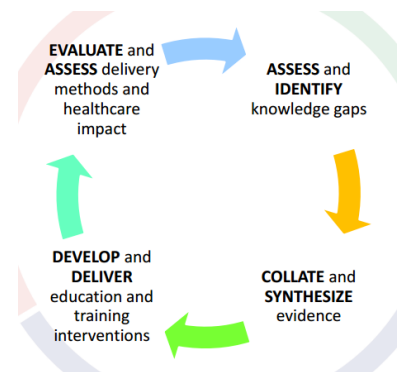 EVALUATE and
ASSESS delivery
methods and
healthcare
impact
ASSESS and
IDENTIFY
knowledge gaps
COLLATE and
SYNTHESIZE
evidence
DEVELOP and
DELIVER
education and
training
interventions